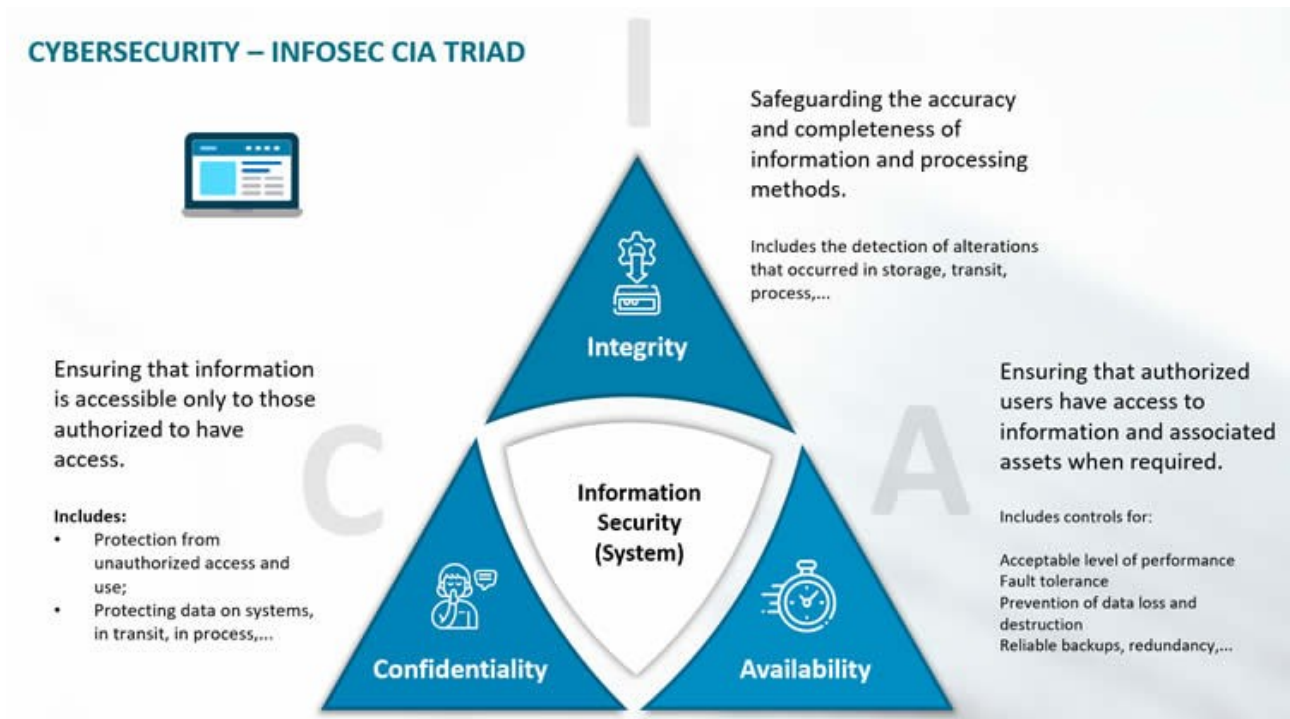 CYBERSECURITY – INFOSEC CIA TRIAD
I
Safeguarding the accuracy
and completeness of
information and processing
methods.
Includes the detection of alterations
that occurred in storage, transit,
process,...
Integrity
Ensuring that information
is accessible only to those
authorized to have
access.
Includes:
• Protection from
unauthorized access and
use;
• Protecting data on systems,
in transit, in process,...
C
Confidentiality
Information
Security
(System)
A
Availability
Ensuring that authorized
users have access to
information and associated
assets when required.
Includes controls for:
Acceptable level of performance
Fault tolerance
Prevention of data loss and
destruction
Reliable backups, redundancy,...